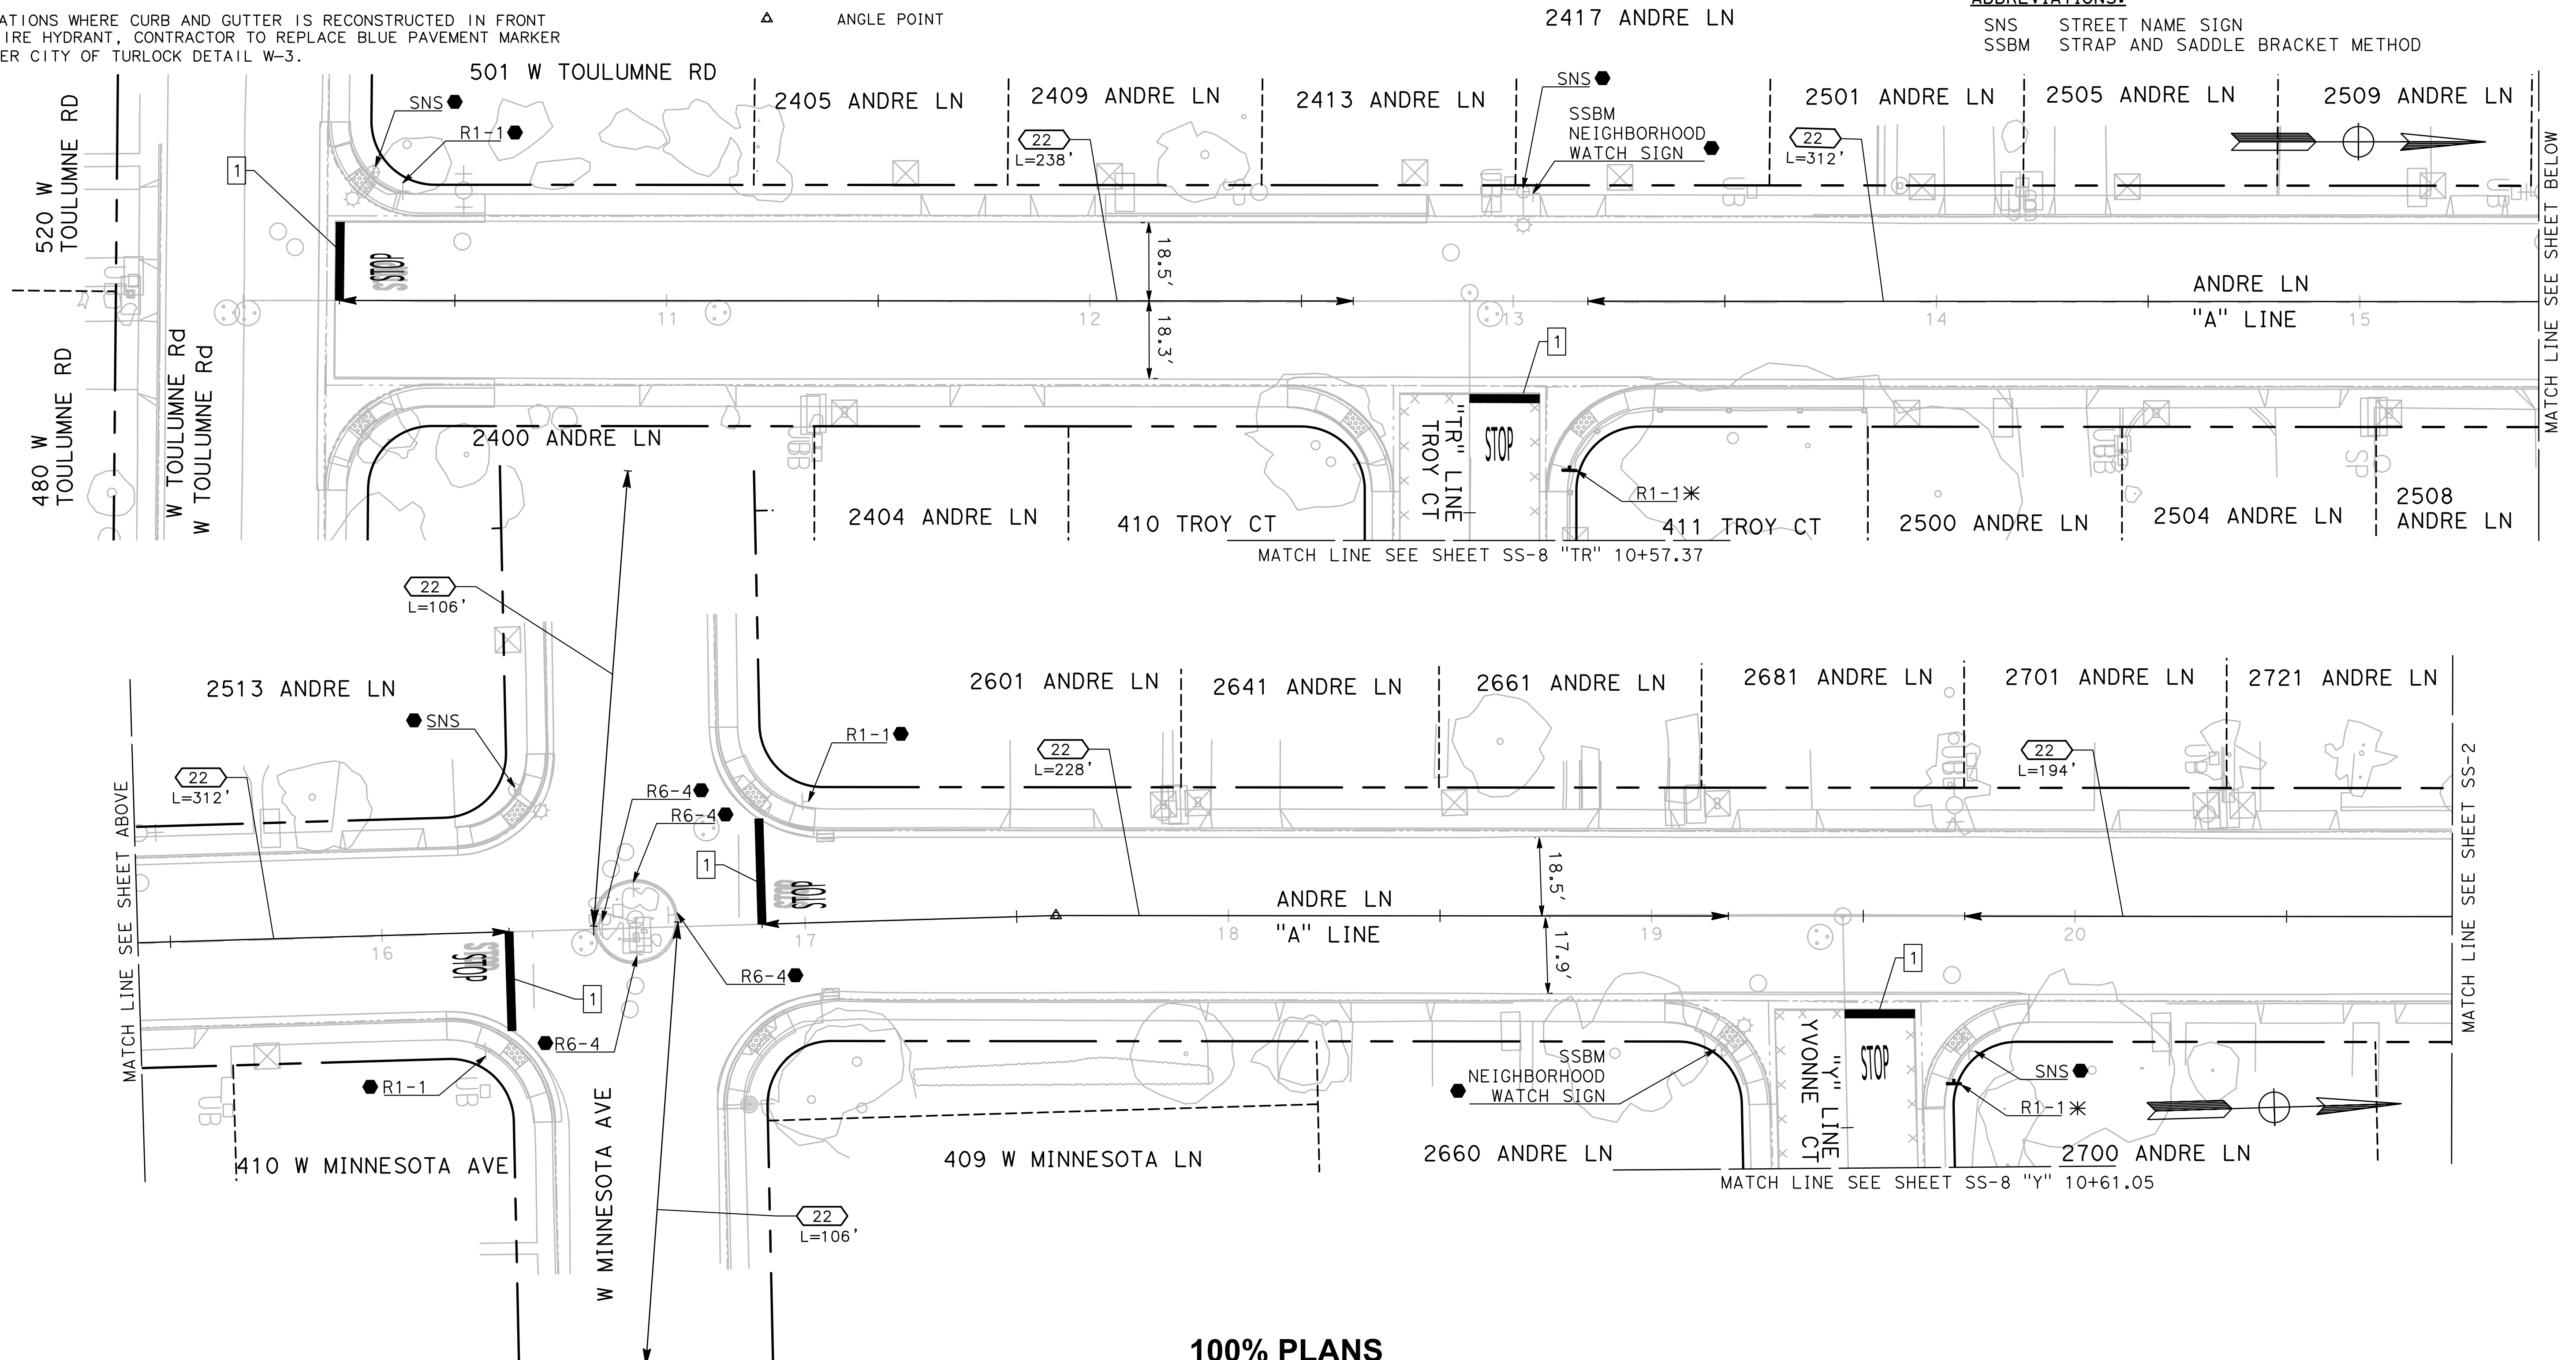 ATIONS WHERE CURB AND GUTTER IS RECONSTRUCTED IN FRONT
IRE HYDRANT, CONTRACTOR TO REPLACE BLUE PAVEMENT MARKER
ER CITY OF TURLOCK DETAIL W-3.
ANGLE POINT
2417 ANDRE LN
ABBREVIATIONS:
SNS STREET NAME SIGN
SSBM STRAP AND SADDLE BRACKET METHOD
501 W TOULUMNE RD
2405 ANDRE LN
2409 ANDRE LN
2413 ANDRE LN
2501 ANDRE LN
2505 ANDRE LN
2509 ANDRE LN
SNS
R1-1
22
L=238'
SNS
SSBM
NEIGHBORHOOD
WATCH SIGN
22
L=312'
520 W
TOULUMNE RD
1
STOP
18.5'
18.3'
11
12
13
14
15
ANDRE LN
"A" LINE
MATCH LINE SEE SHEET BELOW
480 W
TOULUMNE RD
W TOULUMNE Rd
W TOULUMNE Rd
1
"TR" LINE
TROY CT
STOP
R1-1
UBB
UB
UBB
SP
2400 ANDRE LN
2404 ANDRE LN
410 TROY CT
411 TROY CT
2500 ANDRE LN
2504 ANDRE LN
2508
ANDRE LN
MATCH LINE SEE SHEET SS-8 "TR" 10+57.37
22
L=106'
2513 ANDRE LN
2601 ANDRE LN
2641 ANDRE LN
2661 ANDRE LN
2681 ANDRE LN
2701 ANDRE LN
2721 ANDRE LN
SNS
R1-1
22
L=312'
22
L=228'
22
L=194'
R6-4
R6-4
1
STOP
MATCH LINE SEE SHEET ABOVE
MATCH LINE SEE SHEET SS-2
18.5'
17.9'
ANDRE LN
"A" LINE
16
17
18
19
20
STOP
1
R6-4
R6-4
R1-1
UB
UB
1
STOP
YVONNE CT
"Y" LINE
SSBM
NEIGHBORHOOD
WATCH SIGN
SNS
R1-1
410 W MINNESOTA AVE
W MINNESOTA AVE
409 W MINNESOTA LN
2660 ANDRE LN
2700 ANDRE LN
MATCH LINE SEE SHEET SS-8 "Y" 10+61.05
22
L=106'
100% PLANS